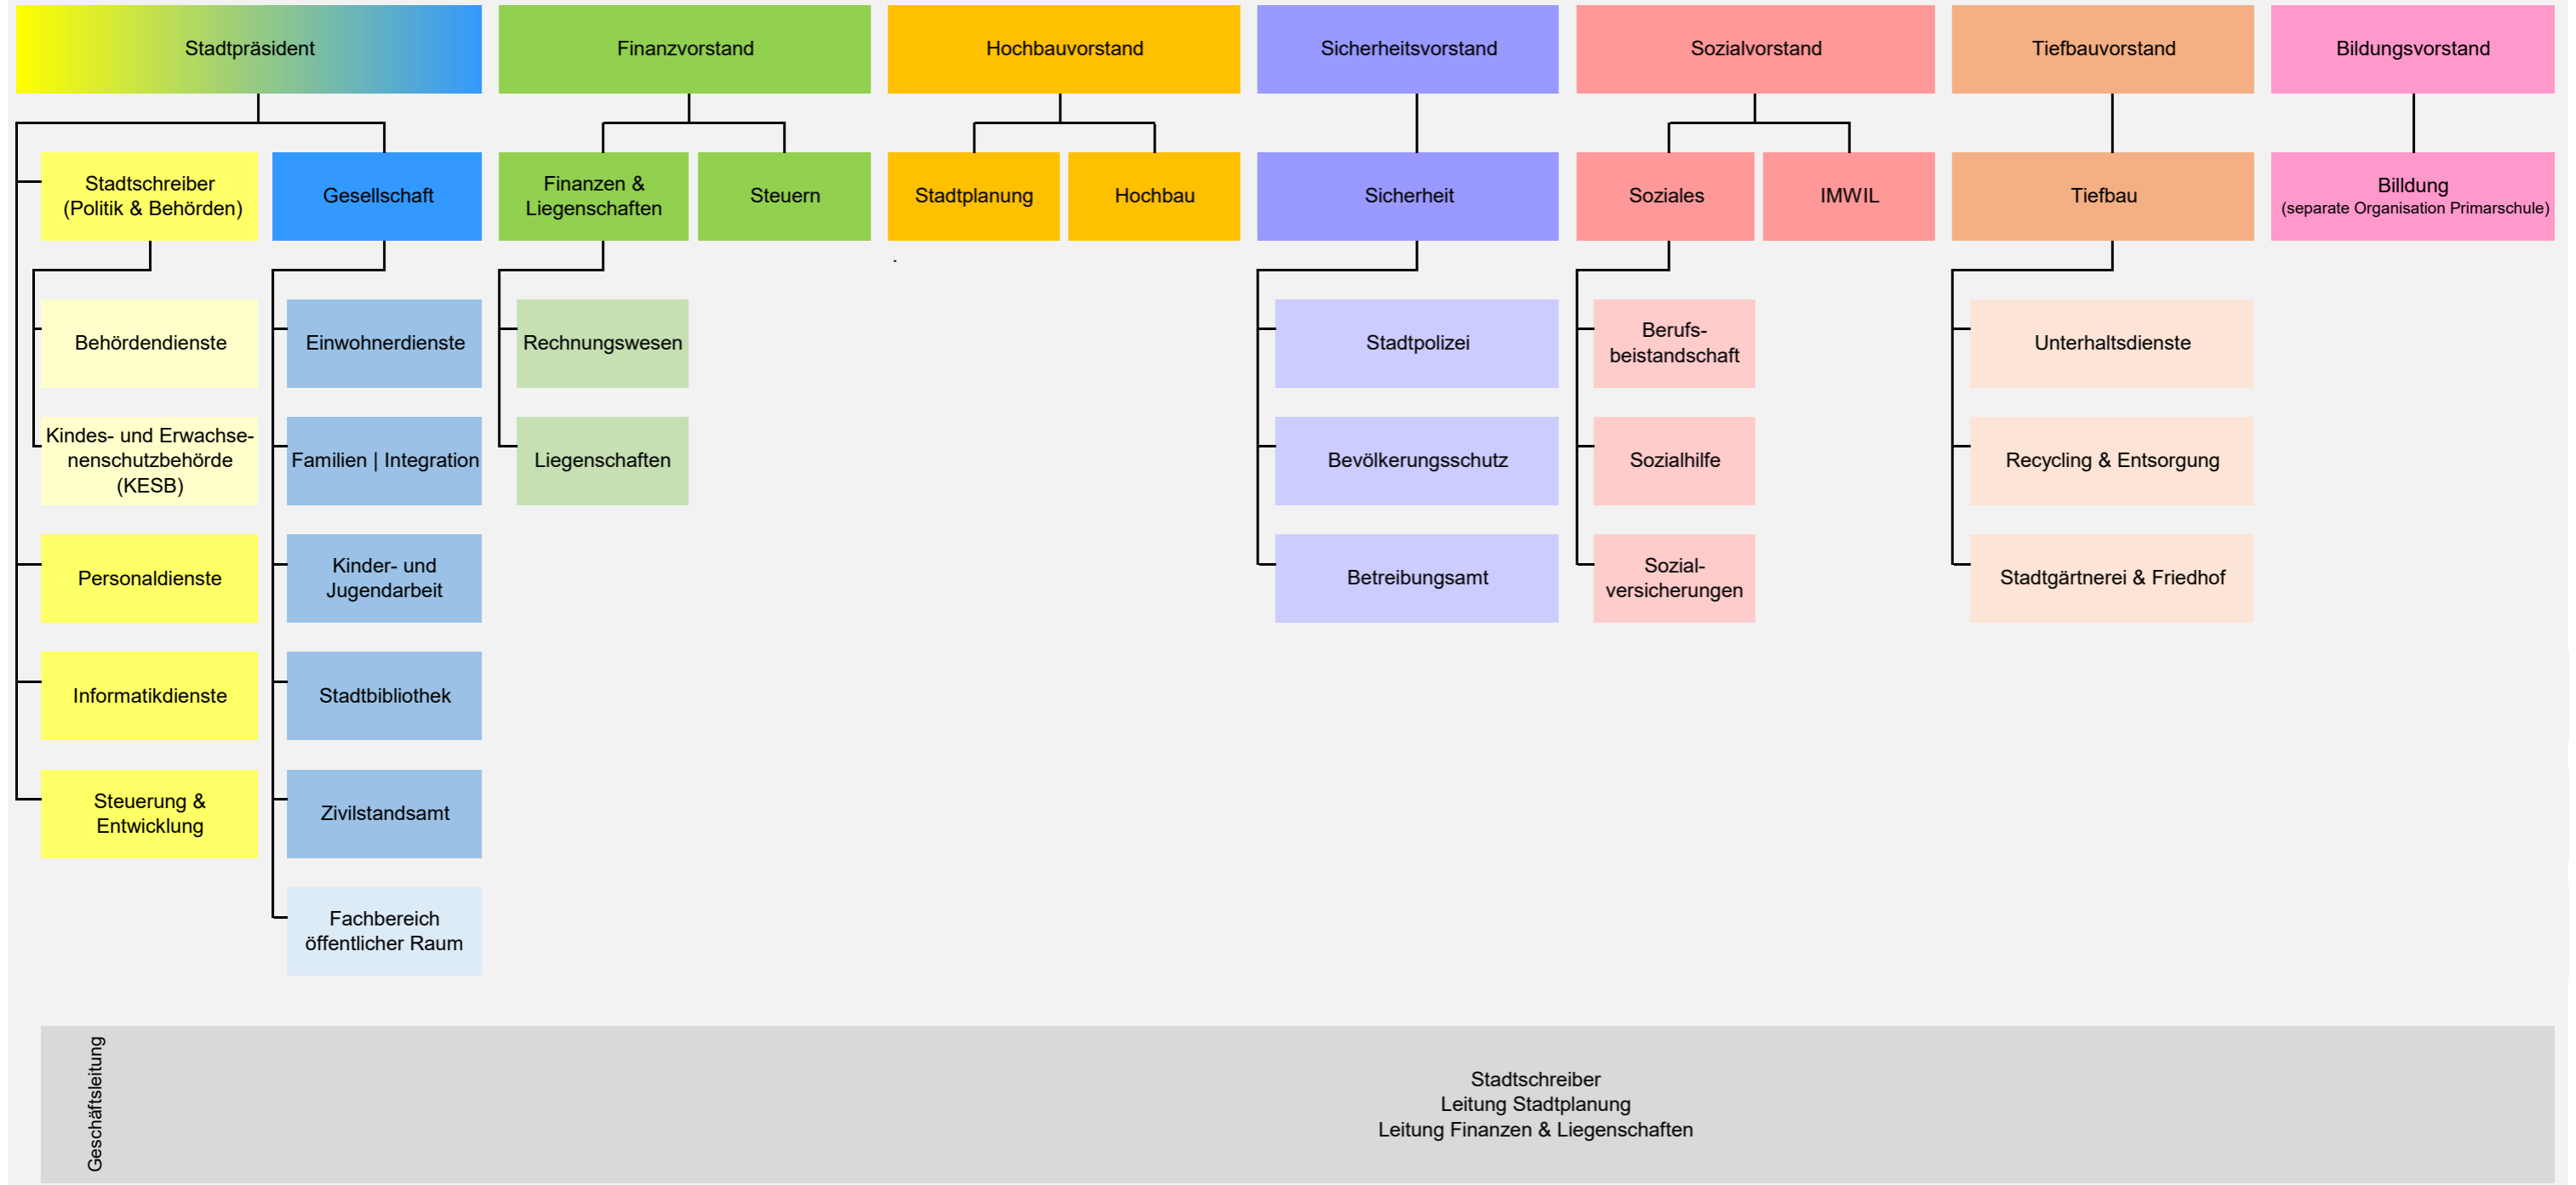 Stadtpräsident
Finanzvorstand
Hochbauvorstand
Sicherheitsvorstand
Sozialvorstand
Tiefbauvorstand
Bildungsvorstand
Stadtschreiber
(Politik & Behörden)
Gesellschaft
Finanzen &
Liegenschaften
Steuern
Stadtplanung
Hochbau
Sicherheit
Soziales
IMWIL
Tiefbau
Billdung
(separate Organisation Primarschule)
Behördendienste
Einwohnerdienste
Rechnungswesen
Stadtpolizei
Berufs-
beistandschaft
Unterhaltsdienste
Kindes- und Erwachse-
nenschutzbehörde
(KESB)
Familien | Integration
Liegenschaften
Bevölkerungsschutz
Sozialhilfe
Recycling & Entsorgung
Personaldienste
Kinder- und
Jugendarbeit
Betreibungsamt
Sozial-
versicherungen
Stadtgärtnerei & Friedhof
Informatikdienste
Stadtbibliothek
Steuerung &
Entwicklung
Zivilstandsamt
Fachbereich
öffentlicher Raum
Geschäftsleitung
Stadtschreiber
Leitung Stadtplanung
Leitung Finanzen & Liegenschaften